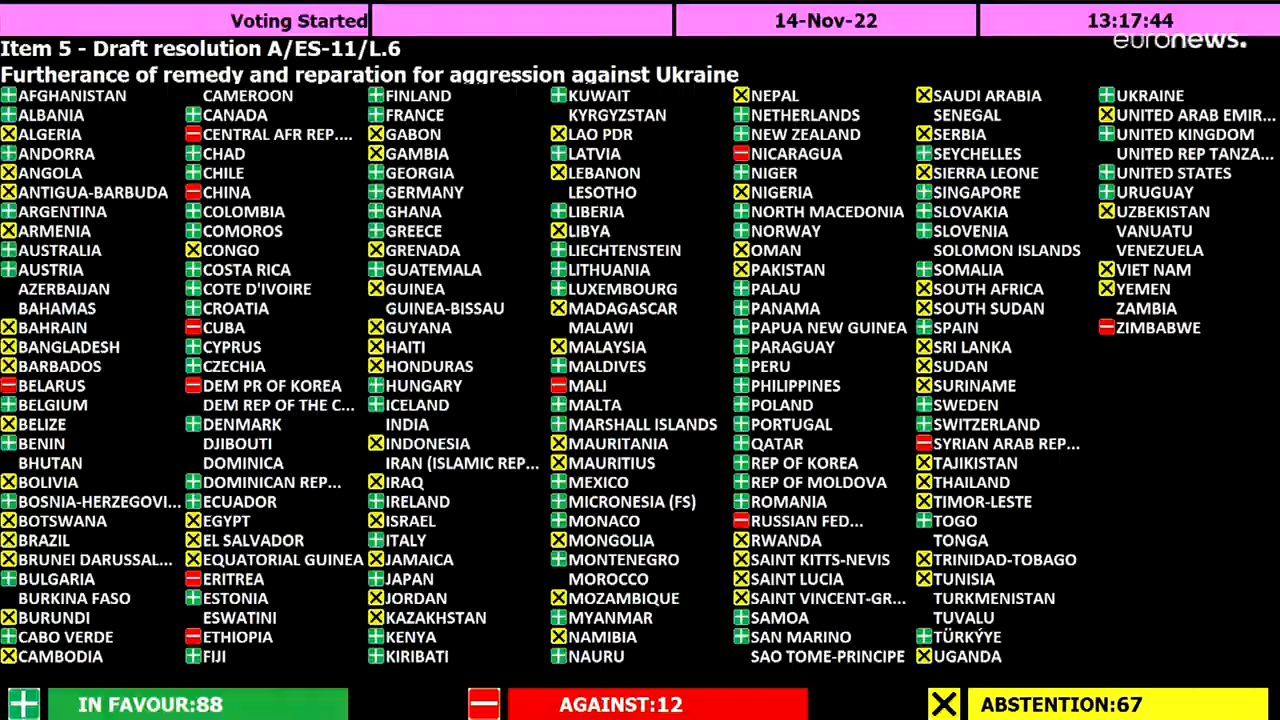 Voting Started 14-Nov-22 13:17:44
euronews.
Item 5 - Draft resolution A/ES-11/L.6
Furtherance of remedy and reparation for aggression against Ukraine
AFGHANISTAN
ALBANIA
ALGERIA
ANDORRA
ANGOLA
ANTIGUA-BARBUDA
ARGENTINA
ARMENIA
AUSTRALIA
AUSTRIA
AZERBAIJAN
BAHAMAS
BAHRAIN
BANGLADESH
BARBADOS
BELARUS
BELGIUM
BELIZE
BENIN
BHUTAN
BOLIVIA
BOSNIA-HERZEGOVI...
BOTSWANA
BRAZIL
BRUNEI DARUSSAL...
BULGARIA
BURKINA FASO
BURUNDI
CABO VERDE
CAMBODIA
CAMEROON
CANADA
CENTRAL AFR REP....
CHAD
CHILE
CHINA
COLOMBIA
COMOROS
CONGO
COSTA RICA
COTE D'IVOIRE
CROATIA
CUBA
CYPRUS
CZECHIA
DEM PR OF KOREA
DEM REP OF THE C...
DENMARK
DJIBOUTI
DOMINICA
DOMINICAN REP...
ECUADOR
EGYPT
EL SALVADOR
EQUATORIAL GUINEA
ERITREA
ESTONIA
ESWATINI
ETHIOPIA
FIJI
FINLAND
FRANCE
GABON
GAMBIA
GEORGIA
GERMANY
GHANA
GREECE
GRENADA
GUATEMALA
GUINEA
GUINEA-BISSAU
GUYANA
HAITI
HONDURAS
HUNGARY
ICELAND
INDIA
INDONESIA
IRAN (ISLAMIC REP...
IRAQ
IRELAND
ISRAEL
ITALY
JAMAICA
JAPAN
JORDAN
KAZAKHSTAN
KENYA
KIRIBATI
KUWAIT
KYRGYZSTAN
LAO PDR
LATVIA
LEBANON
LESOTHO
LIBERIA
LIBYA
LIECHTENSTEIN
LITHUANIA
LUXEMBOURG
MADAGASCAR
MALAWI
MALAYSIA
MALDIVES
MALI
MALTA
MARSHALL ISLANDS
MAURITANIA
MAURITIUS
MEXICO
MICRONESIA (FS)
MONACO
MONGOLIA
MONTENEGRO
MOROCCO
MOZAMBIQUE
MYANMAR
NAMIBIA
NAURU
NEPAL
NETHERLANDS
NEW ZEALAND
NICARAGUA
NIGER
NIGERIA
NORTH MACEDONIA
NORWAY
OMAN
PAKISTAN
PALAU
PANAMA
PAPUA NEW GUINEA
PARAGUAY
PERU
PHILIPPINES
POLAND
PORTUGAL
QATAR
REP OF KOREA
REP OF MOLDOVA
ROMANIA
RUSSIAN FED...
RWANDA
SAINT KITTS-NEVIS
SAINT LUCIA
SAINT VINCENT-GR...
SAMOA
SAN MARINO
SAO TOME-PRINCIPE
SAUDI ARABIA
SENEGAL
SERBIA
SEYCHELLES
SIERRA LEONE
SINGAPORE
SLOVAKIA
SLOVENIA
SOLOMON ISLANDS
SOMALIA
SOUTH AFRICA
SOUTH SUDAN
SPAIN
SRI LANKA
SUDAN
SURINAME
SWEDEN
SWITZERLAND
SYRIAN ARAB REP...
TAJIKISTAN
THAILAND
TIMOR-LESTE
TOGO
TONGA
TRINIDAD-TOBAGO
TUNISIA
TURKMENISTAN
TUVALU
TÜRKÝYE
UGANDA
UKRAINE
UNITED ARAB EMIR...
UNITED KINGDOM
UNITED REP TANZA...
UNITED STATES
URUGUAY
UZBEKISTAN
VANUATU
VENEZUELA
VIET NAM
YEMEN
ZAMBIA
ZIMBABWE
IN FAVOUR:88 AGAINST:12 ABSTENTION:67